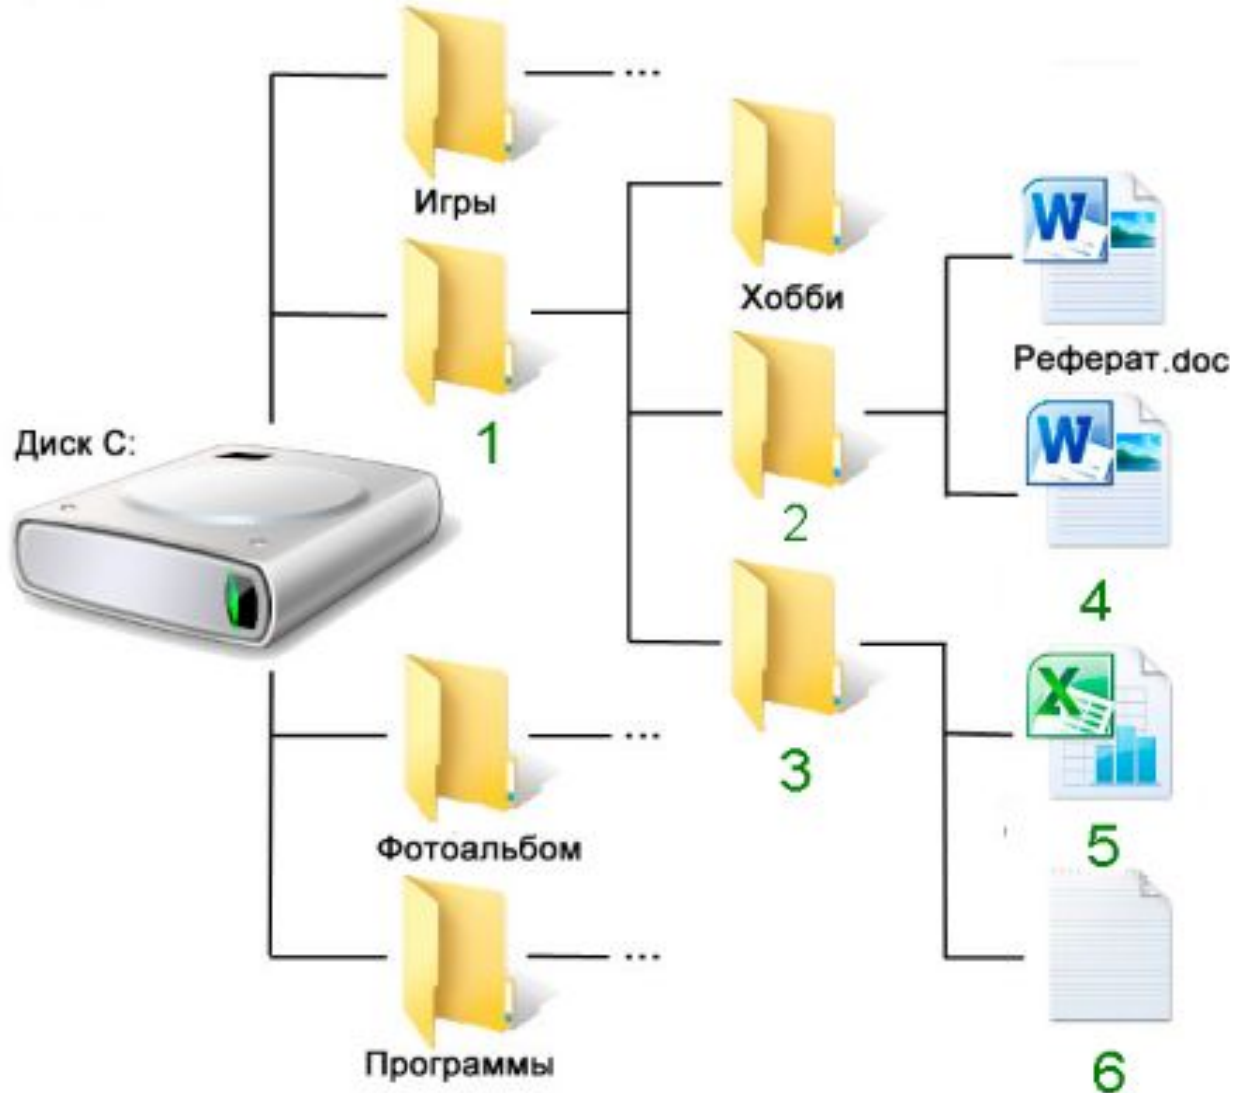 ...
Игры
Хобби
Реферат.doc
Диск C:
1
2
4
3
...
Фотоальбом
5
...
Программы
6
W
W
X